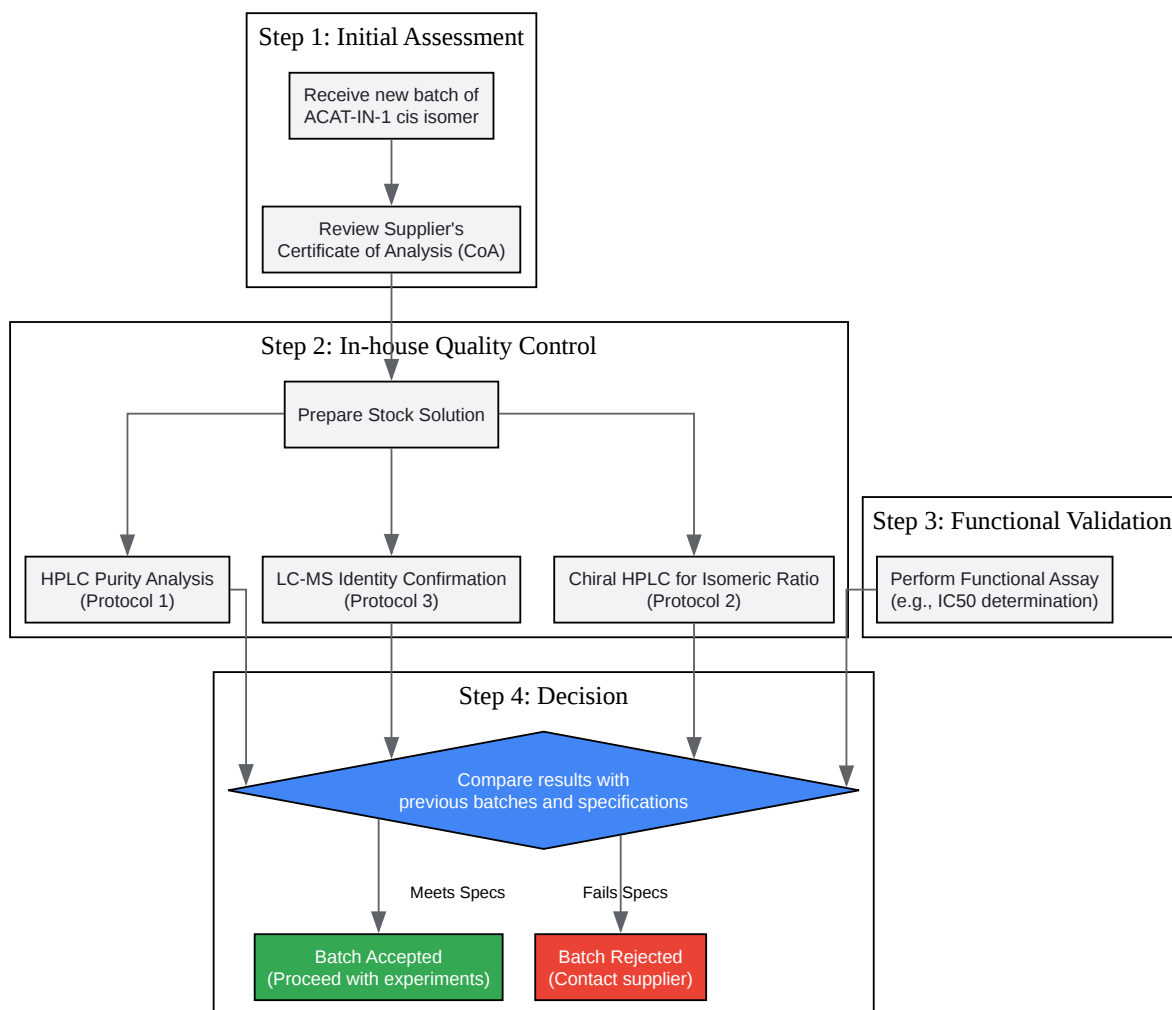 Step 1: Initial Assessment
Receive new batch of
ACAT-IN-1 cis isomer
Review Supplier's
Certificate of Analysis (CoA)
Step 2: In-house Quality Control
Prepare Stock Solution
HPLC Purity Analysis
(Protocol 1)
LC-MS Identity Confirmation
(Protocol 3)
Chiral HPLC for Isomeric Ratio
(Protocol 2)
Step 3: Functional Validation
Perform Functional Assay
(e.g., IC50 determination)
Step 4: Decision
Compare results with
previous batches and specifications
Meets Specs
Fails Specs
Batch Accepted
(Proceed with experiments)
Batch Rejected
(Contact supplier)